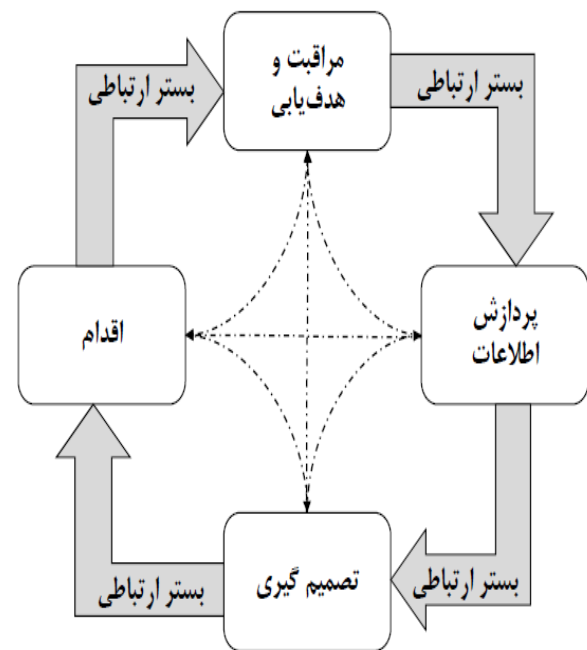 مراقبت و
هدف‌یابی
بستر ارتباطی
بستر ارتباطی
پردازش
اطلاعات
اقدام
تصمیم گیری
بستر ارتباطی
بستر ارتباطی